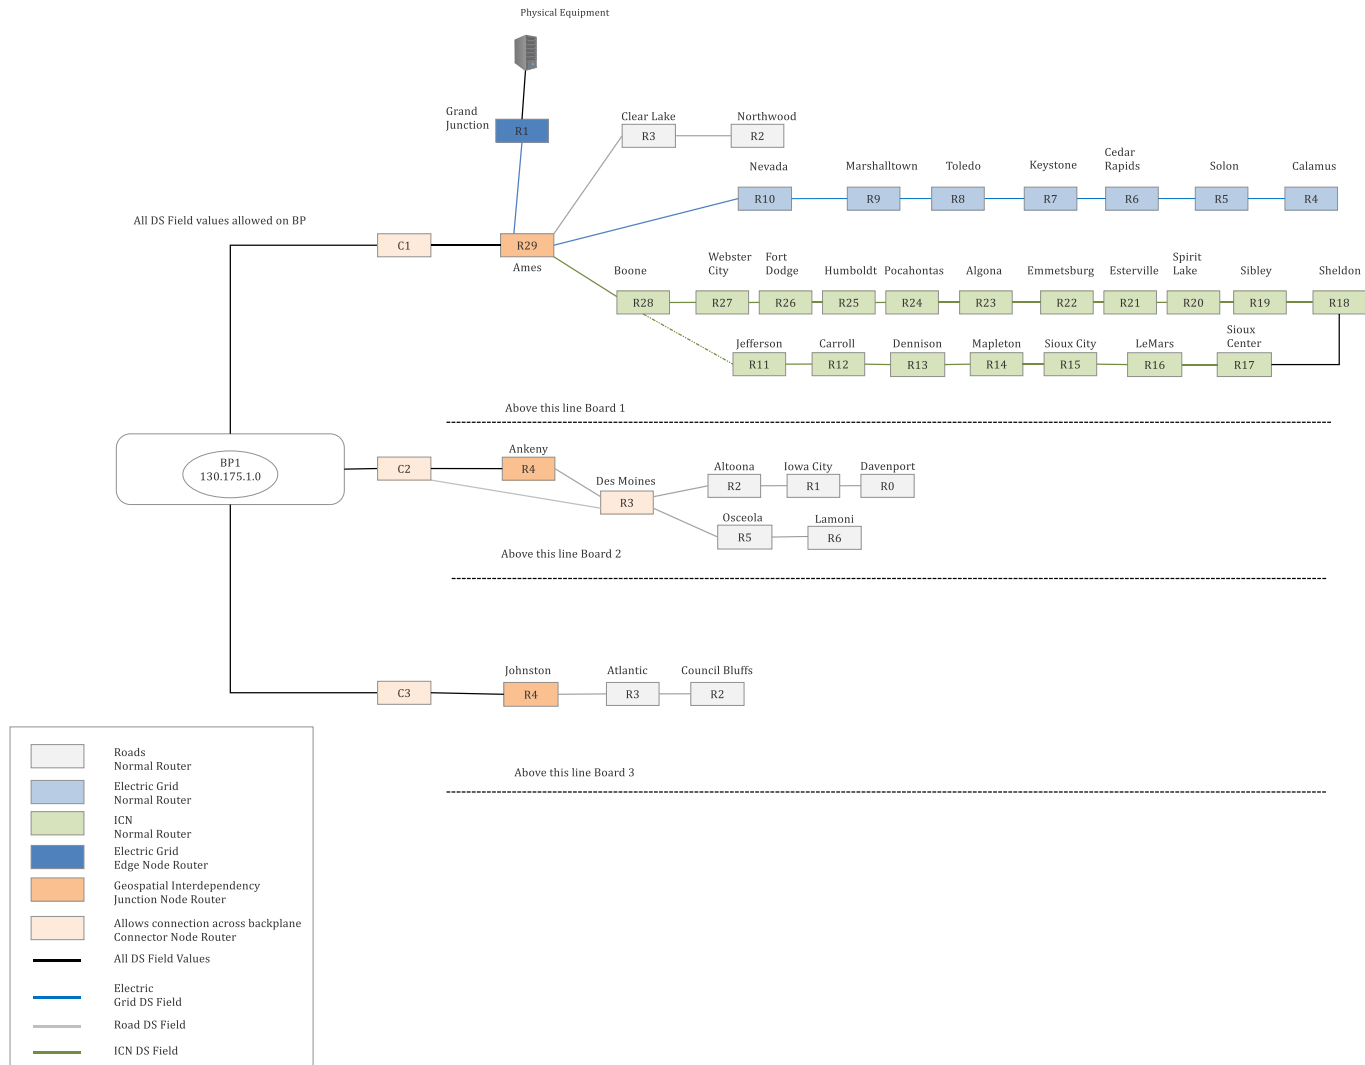 Physical Equipment
Grand
Junction
R1
Clear Lake
Northwood
R3
R2
Nevada
Marshalltown
Toledo
Keystone
Cedar
Rapids
Solon
Calamus
R10
R9
R8
R7
R6
R5
R4
All DS Field values allowed on BP
C1
R29
Ames
Boone
Webster
City
Fort
Dodge
Humboldt
Pocahontas
Algona
Emmetsburg
Esterville
Spirit
Lake
Sibley
Sheldon
R28
R27
R26
R25
R24
R23
R22
R21
R20
R19
R18
Jefferson
Carroll
Dennison
Mapleton
Sioux City
LeMars
Sioux
Center
R11
R12
R13
R14
R15
R16
R17
Above this line Board 1
BP1
130.175.1.0
C2
Ankeny
R4
Des Moines
R3
Altoona
Iowa City
Davenport
R2
R1
R0
Osceola
Lamoni
R5
R6
Above this line Board 2
C3
Johnston
Atlantic
Council Bluffs
R4
R3
R2
Above this line Board 3
Roads
Normal Router
Electric Grid
Normal Router
ICN
Normal Router
Electric Grid
Edge Node Router
Geospatial Interdependency
Junction Node Router
Allows connection across backplane
Connector Node Router
All DS Field Values
Electric
Grid DS Field
Road DS Field
ICN DS Field